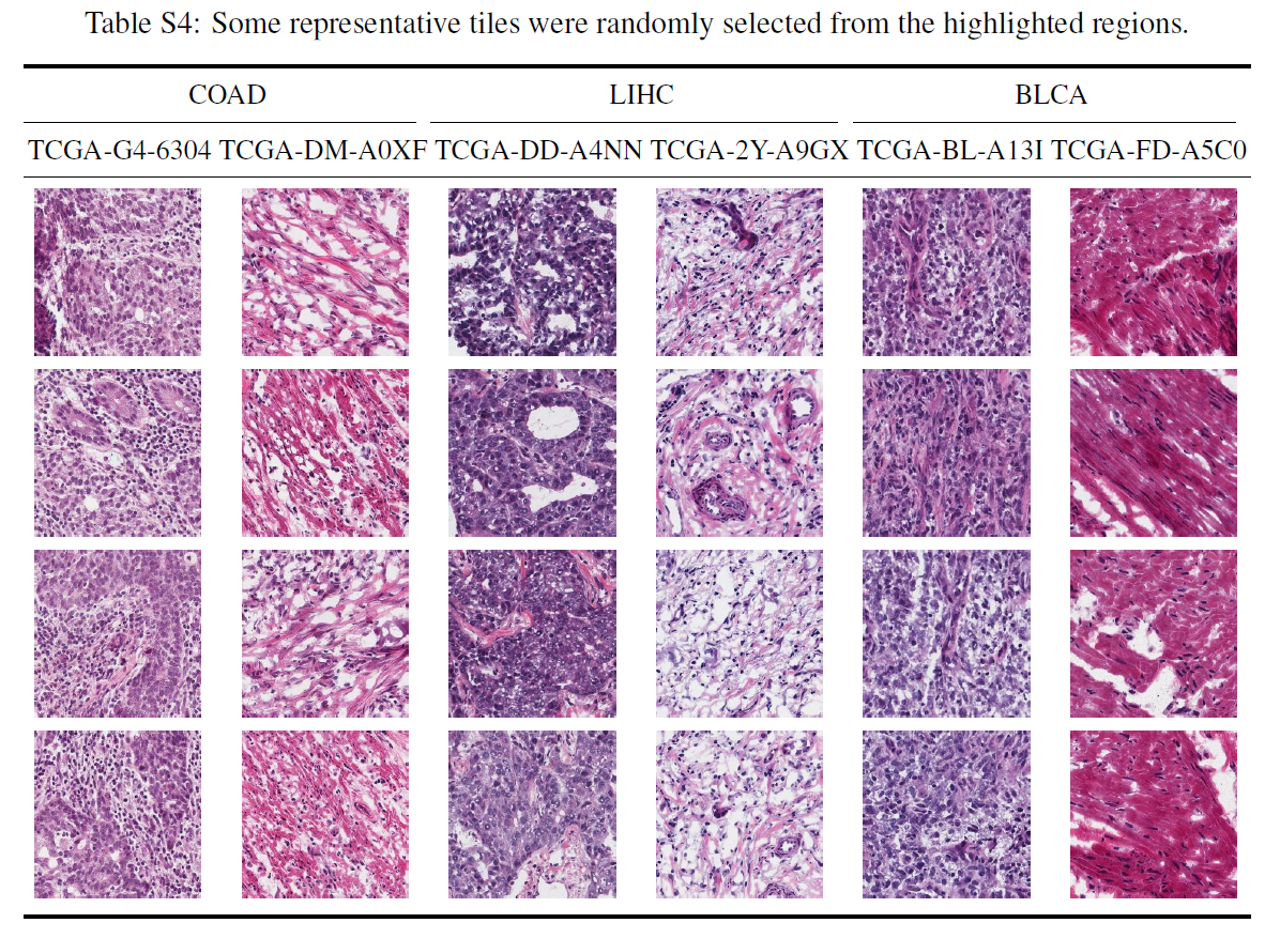 Table S4: Some representative tiles were randomly selected from the highlighted regions.
COAD LIHC BLCA
TCGA-G4-6304 TCGA-DM-A0XF TCGA-DD-A4NN TCGA-2Y-A9GX TCGA-BL-A13I TCGA-FD-A5C0